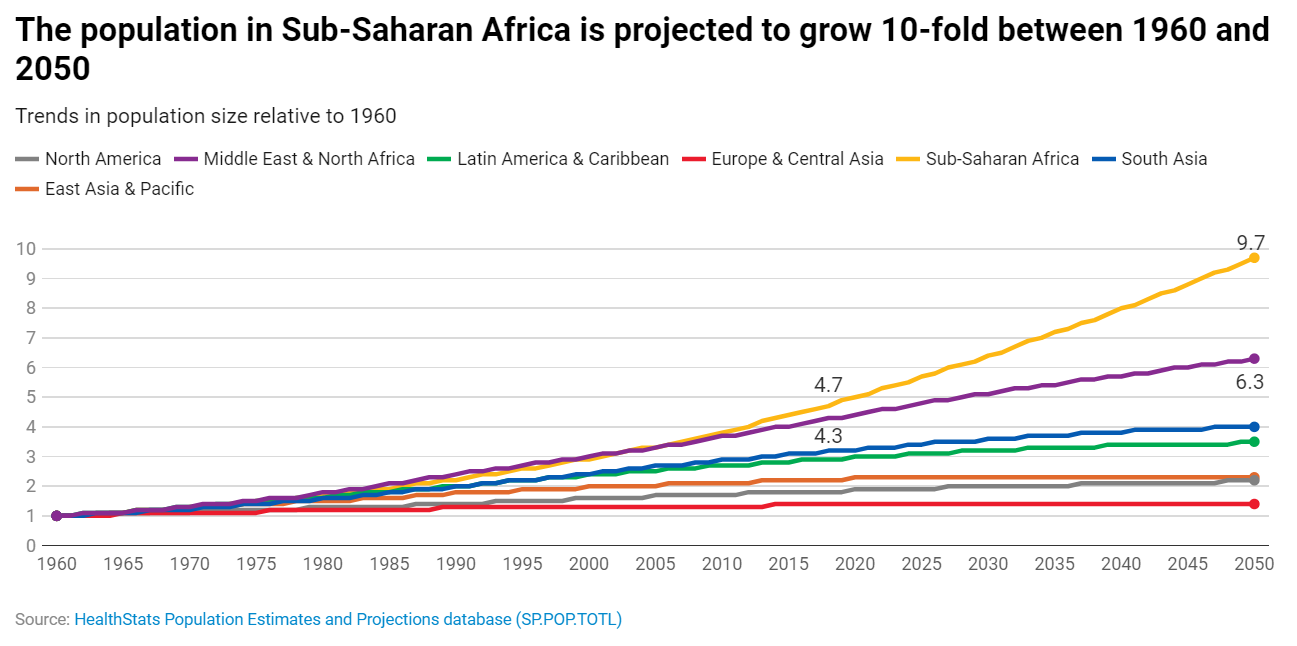 The population in Sub-Saharan Africa is projected to grow 10-fold between 1960 and
2050
Trends in population size relative to 1960
North America Middle East & North Africa Latin America & Caribbean Europe & Central Asia Sub-Saharan Africa South Asia
East Asia & Pacific
10
9.7
9
8
7
6
6.3
5
4.7
4
4.3
3
2
1
0
1960 1965 1970 1975 1980 1985 1990 1995 2000 2005 2010 2015 2020 2025 2030 2035 2040 2045 2050
Source: HealthStats Population Estimates and Projections database (SP.POP.TOTL)